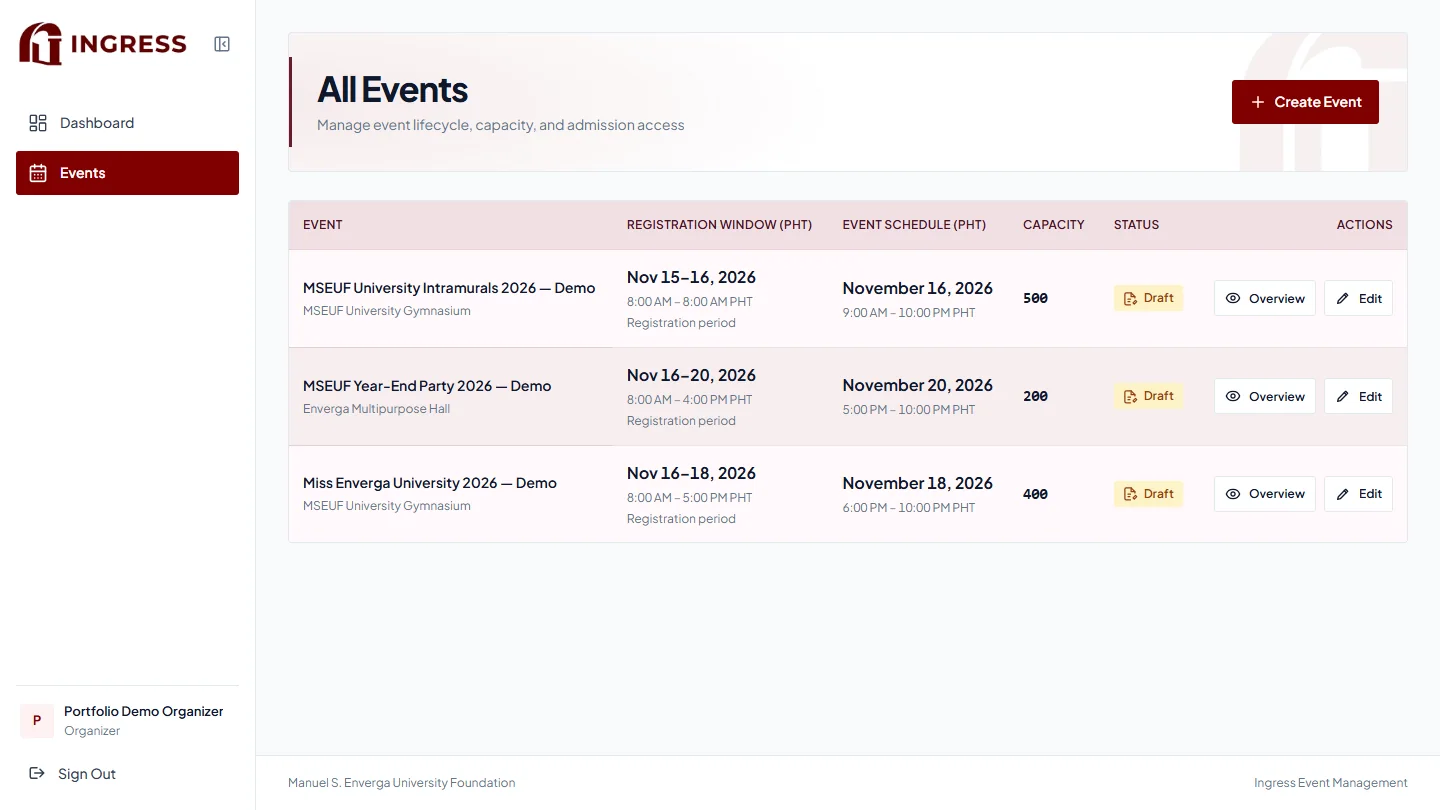 INGRESS
Dashboard
Events
Portfolio Demo Organizer
P
Organizer
Sign Out
All Events
Manage event lifecycle, capacity, and admission access
+ Create Event
EVENT REGISTRATION WINDOW (PHT) EVENT SCHEDULE (PHT) CAPACITY STATUS ACTIONS
MSEUF University Intramurals 2026 — Demo
MSEUF University Gymnasium
Nov 15–16, 2026
8:00 AM – 8:00 AM PHT
Registration period
November 16, 2026
9:00 AM – 10:00 PM PHT
500
Draft
Overview
Edit
MSEUF Year-End Party 2026 — Demo
Enverga Multipurpose Hall
Nov 16–20, 2026
8:00 AM – 4:00 PM PHT
Registration period
November 20, 2026
5:00 PM – 10:00 PM PHT
200
Draft
Overview
Edit
Miss Enverga University 2026 — Demo
MSEUF University Gymnasium
Nov 16–18, 2026
8:00 AM – 5:00 PM PHT
Registration period
November 18, 2026
6:00 PM – 10:00 PM PHT
400
Draft
Overview
Edit
Manuel S. Enverga University Foundation
Ingress Event Management